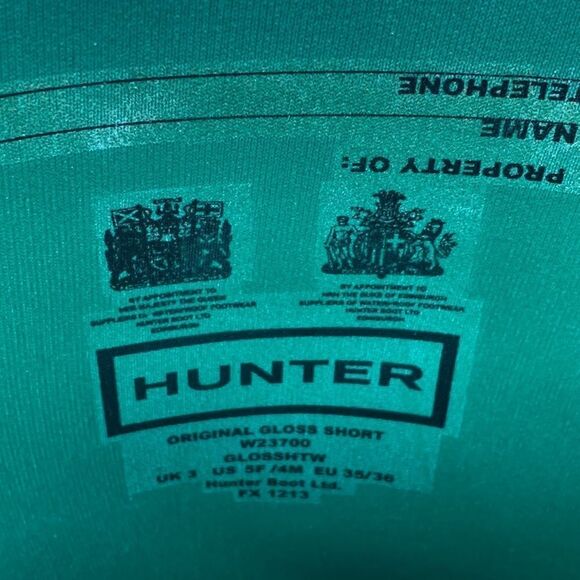 PROPERTY OF:
NAME
TELEPHONE
BY APPOINTMENT TO
HER MAJESTY THE QUEEN
SUPPLIERS OF WATERPROOF FOOTWEAR
HUNTER BOOT LTD
EDINBURGH
BY APPOINTMENT TO
HRH THE DUKE OF EDINBURGH
SUPPLIERS OF WATERPROOF FOOTWEAR
HUNTER BOOT LTD
EDINBURGH
HUNTER
ORIGINAL GLOSS SHORT
W23700
GLOSSHTW
UK 3 US 5F /4M EU 35/36
Hunter Boot Ltd.
FX 1213